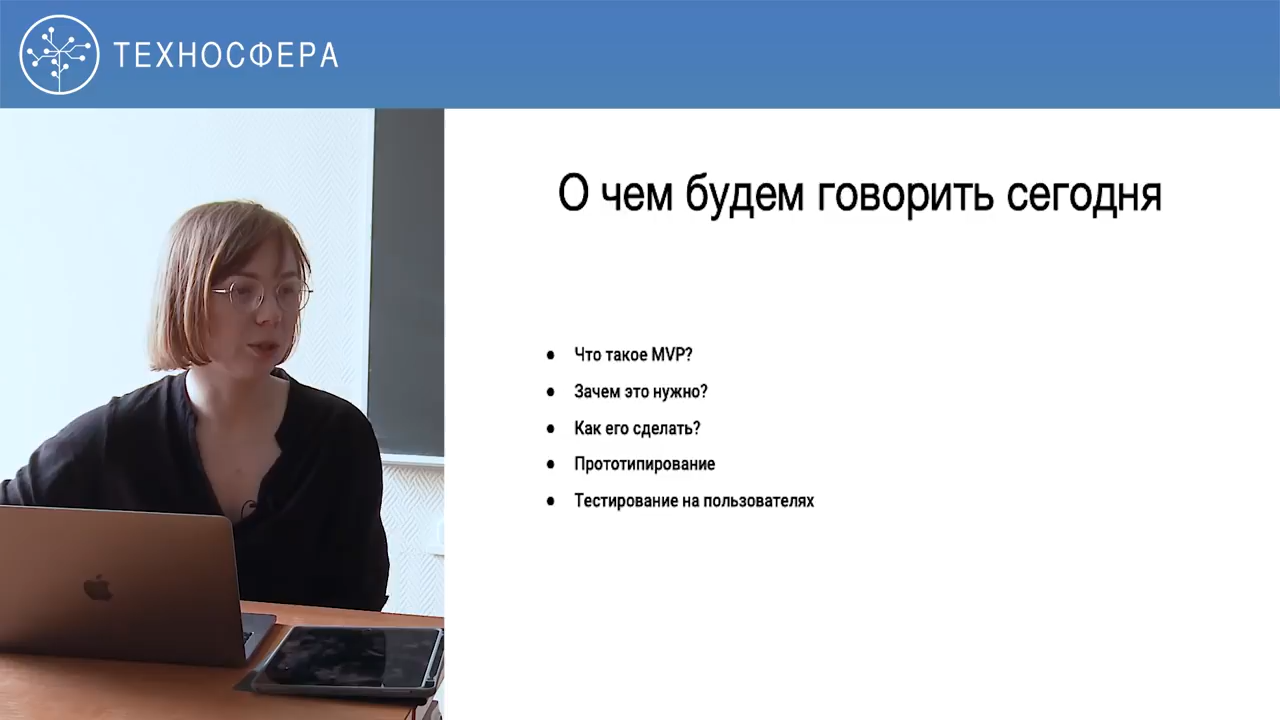 ТЕХНОСФЕРА
О чем будем говорить сегодня
● Что такое MVP?
● Зачем это нужно?
● Как его сделать?
● Прототипирование
● Тестирование на пользователях